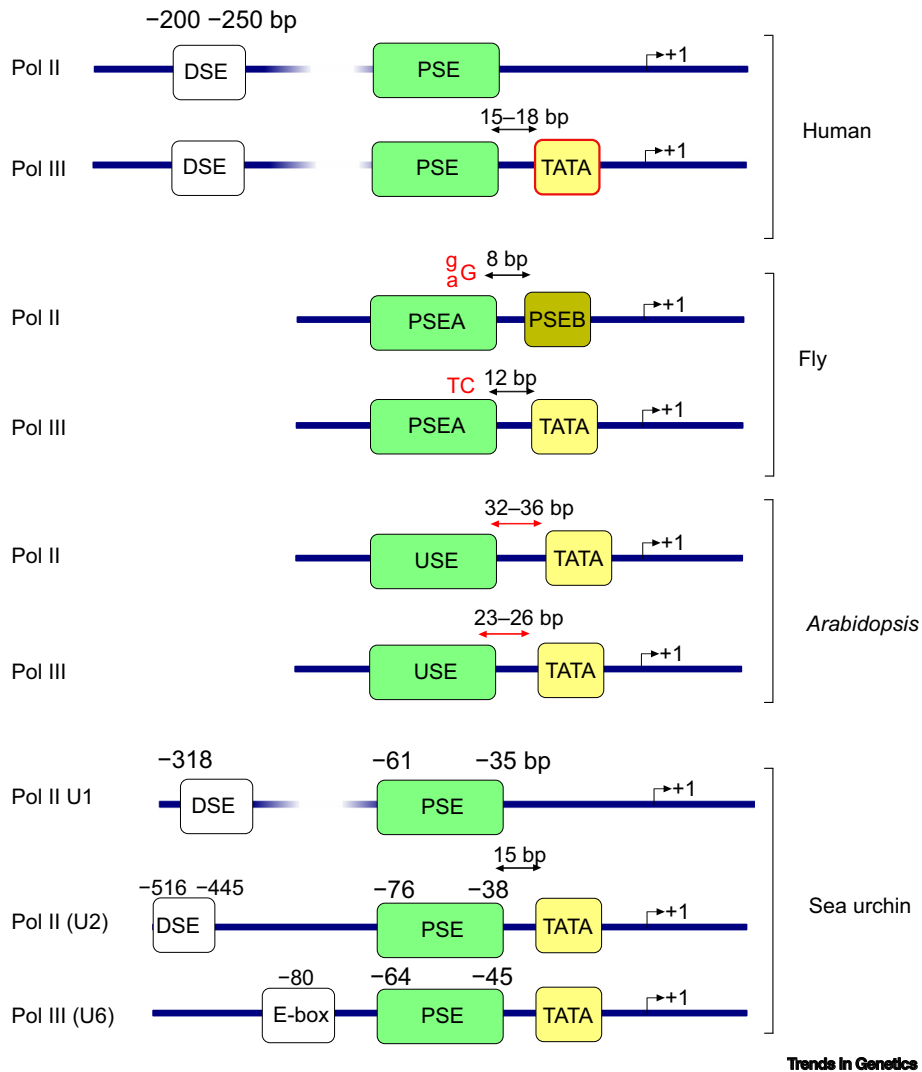 −200 −250 bp
Pol II DSE PSE +1
15–18 bp
Human
Pol III DSE PSE TATA +1
g
a G 8 bp
Pol II PSEA PSEB +1
Fly
TC 12 bp
Pol III PSEA TATA +1
32–36 bp
Pol II USE TATA +1
Arabidopsis
23–26 bp
Pol III USE TATA +1
−318 −61 −35 bp
Pol II U1 DSE PSE +1
15 bp
−516 −445 −76 −38
Sea urchin
Pol II (U2) DSE PSE TATA +1
−80 −64 −45
Pol III (U6) E-box PSE TATA +1
Trends in Genetics